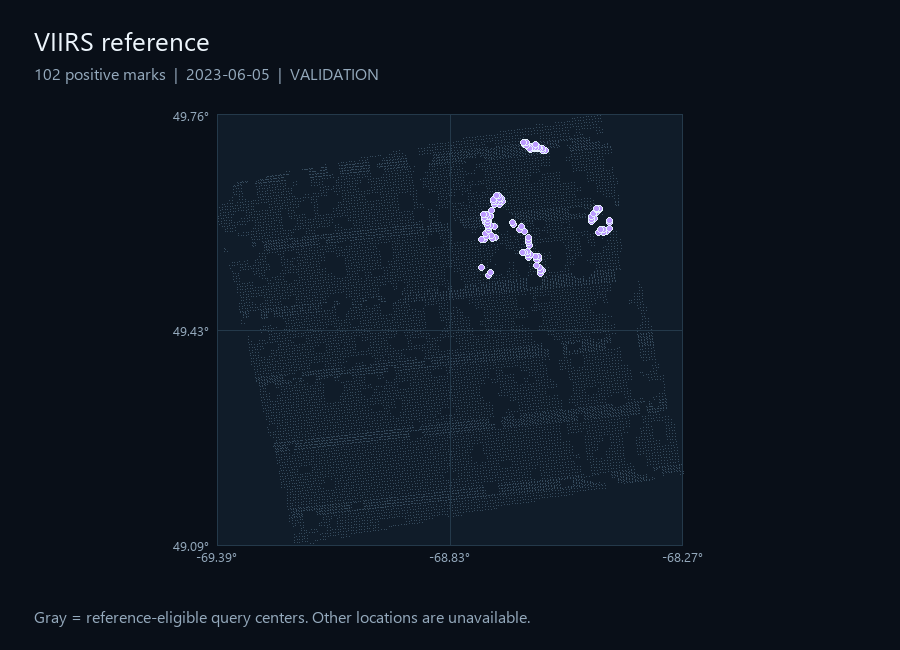 VIIRS reference
102 positive marks | 2023-06-05 | VALIDATION
49.76°
49.43°
49.09°
-69.39° -68.83° -68.27°
Gray = reference-eligible query centers. Other locations are unavailable.